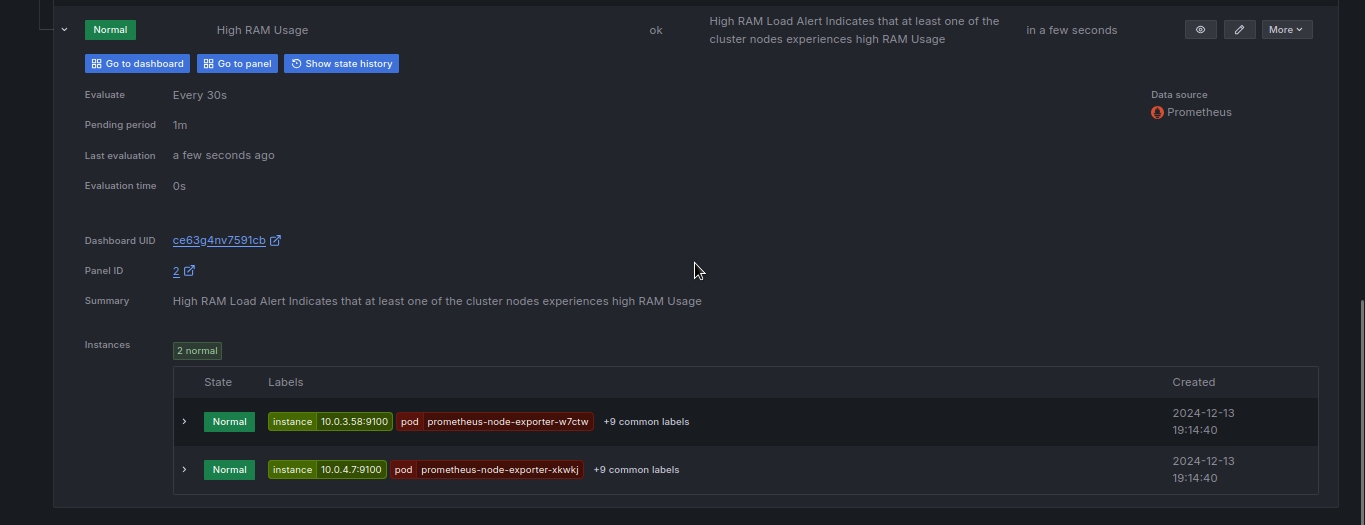 Normal High RAM Usage ok High RAM Load Alert Indicates that at least one of the in a few seconds More
cluster nodes experiences high RAM Usage
Go to dashboard Go to panel Show state history
Evaluate Every 30s Data source
Prometheus
Pending period 1m
Last evaluation a few seconds ago
Evaluation time 0s
Dashboard UID ce63g4nv7591cb
Panel ID 2
Summary High RAM Load Alert Indicates that at least one of the cluster nodes experiences high RAM Usage
Instances 2 normal
State Labels Created
Normal instance 10.0.3.58:9100 pod prometheus-node-exporter-w7ctw +9 common labels 2024-12-13
19:14:40
Normal instance 10.0.4.7:9100 pod prometheus-node-exporter-xkwkj +9 common labels 2024-12-13
19:14:40